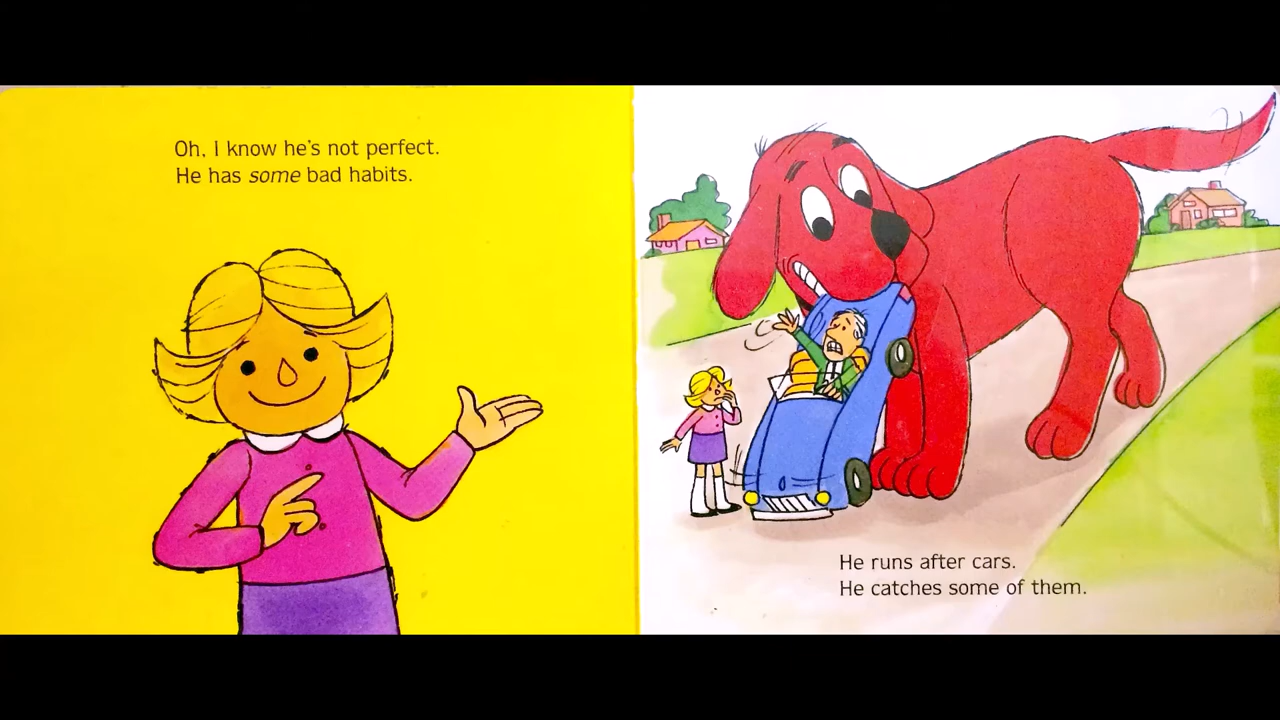 Oh, I know he's not perfect.
He has some bad habits.
He runs after cars.
He catches some of them.